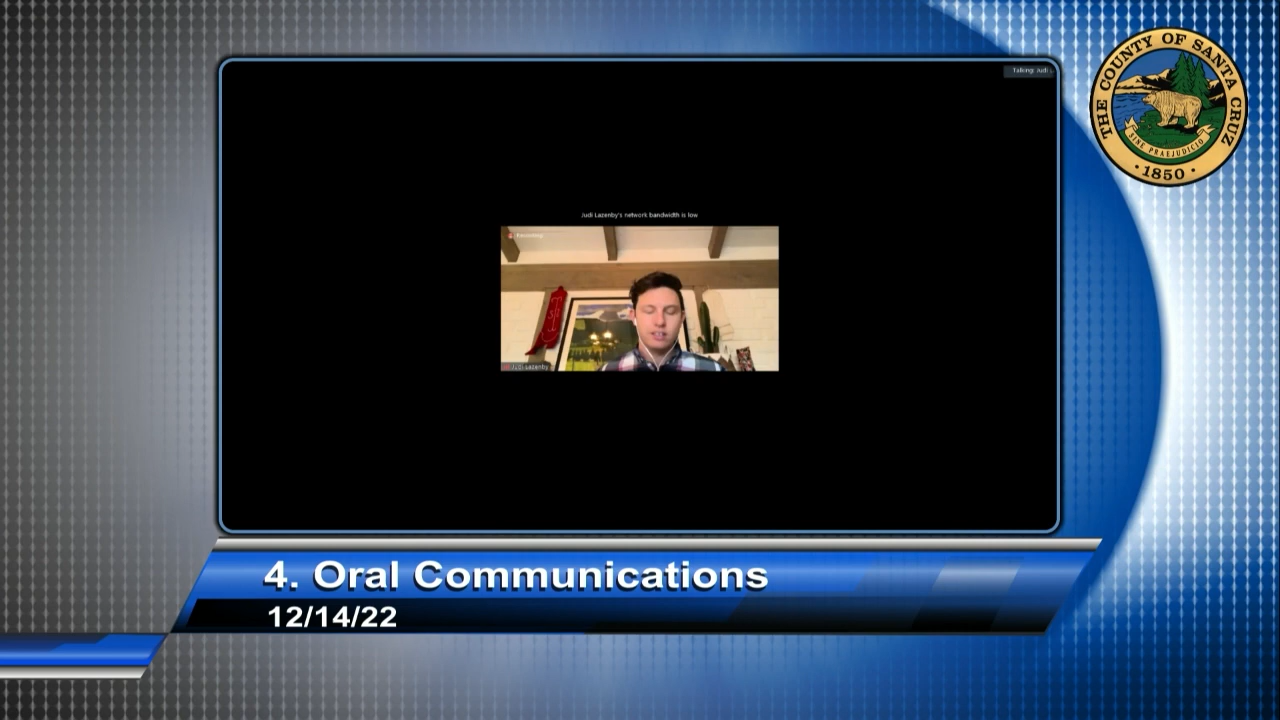 Talking: Judi
THE COUNTY OF SANTA CRUZ
SINE PRAEJUDICIO
• 1850 •
Judi Lazenby's network bandwidth is low
Recording
Judi Lazenby
4. Oral Communications
12/14/22